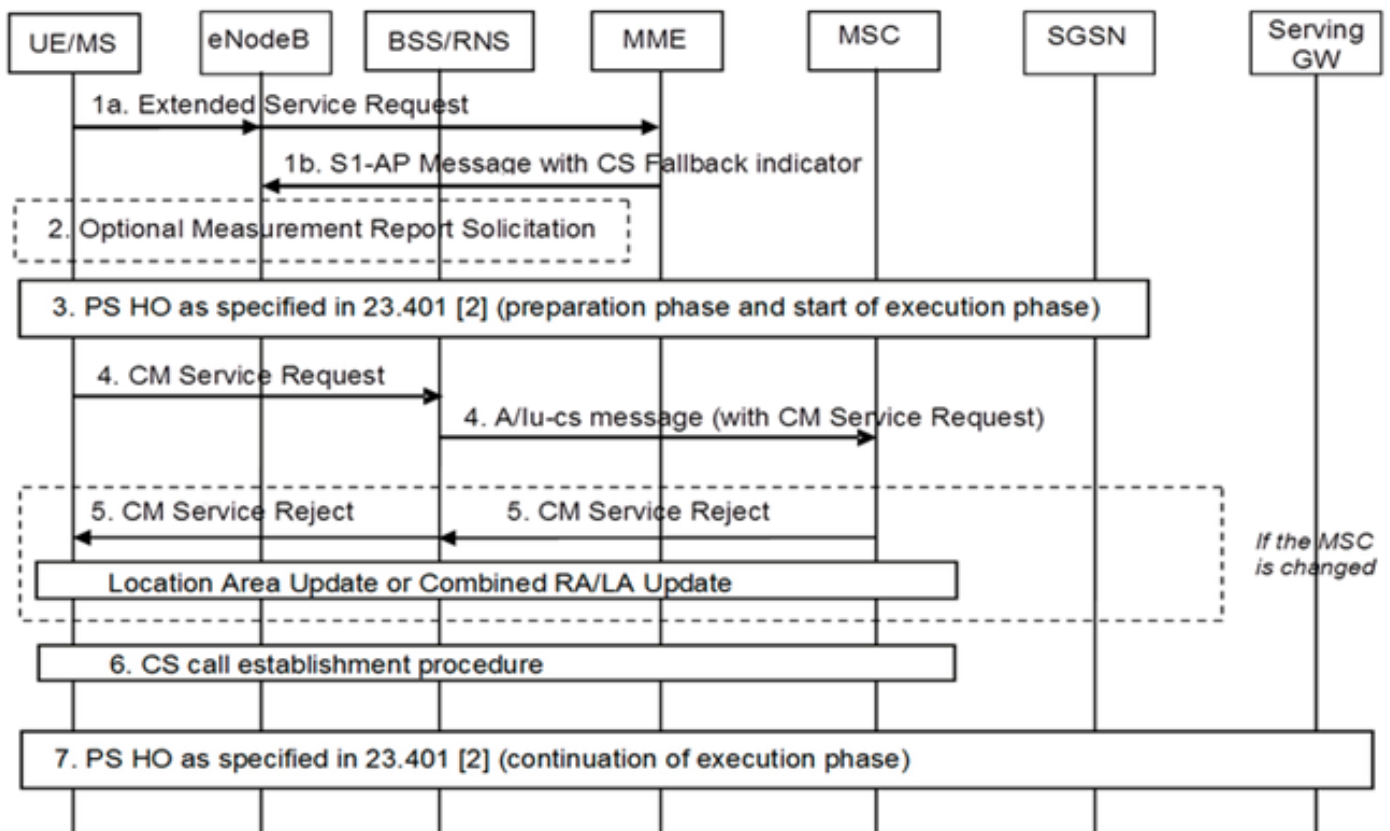 UE/MS
eNodeB
BSS/RNS
MME
MSC
SGSN
Serving
GW
1a. Extended Service Request
1b. S1-AP Message with CS Fallback indicator
2. Optional Measurement Report Solicitation
3. PS HO as specified in 23.401 [2] (preparation phase and start of execution phase)
4. CM Service Request
4. A/Iu-cs message (with CM Service Request)
5. CM Service Reject
5. CM Service Reject
If the MSC
is changed
Location Area Update or Combined RA/LA Update
6. CS call establishment procedure
7. PS HO as specified in 23.401 [2] (continuation of execution phase)